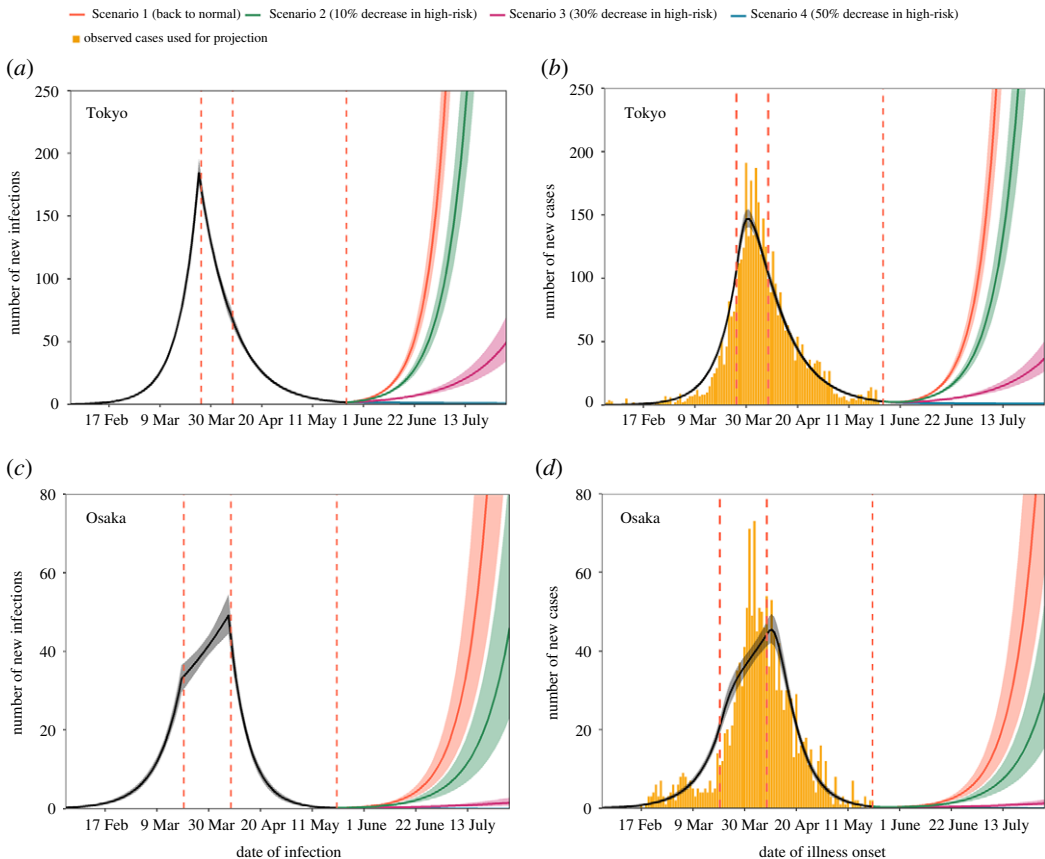 Scenario 1 (back to normal) Scenario 2 (10% decrease in high-risk) Scenario 3 (30% decrease in high-risk) Scenario 4 (50% decrease in high-risk)
observed cases used for projection
(a)
(b)
250
200
150
100
50
0
number of new infections
Tokyo
17 Feb 9 Mar 30 Mar 20 Apr 11 May 1 June 22 June 13 July
250
200
150
100
50
0
number of new cases
Tokyo
17 Feb 9 Mar 30 Mar 20 Apr 11 May 1 June 22 June 13 July
(c)
(d)
80
60
40
20
0
number of new infections
Osaka
17 Feb 9 Mar 30 Mar 20 Apr 11 May 1 June 22 June 13 July
date of infection
80
60
40
20
0
number of new cases
Osaka
17 Feb 9 Mar 30 Mar 20 Apr 11 May 1 June 22 June 13 July
date of illness onset